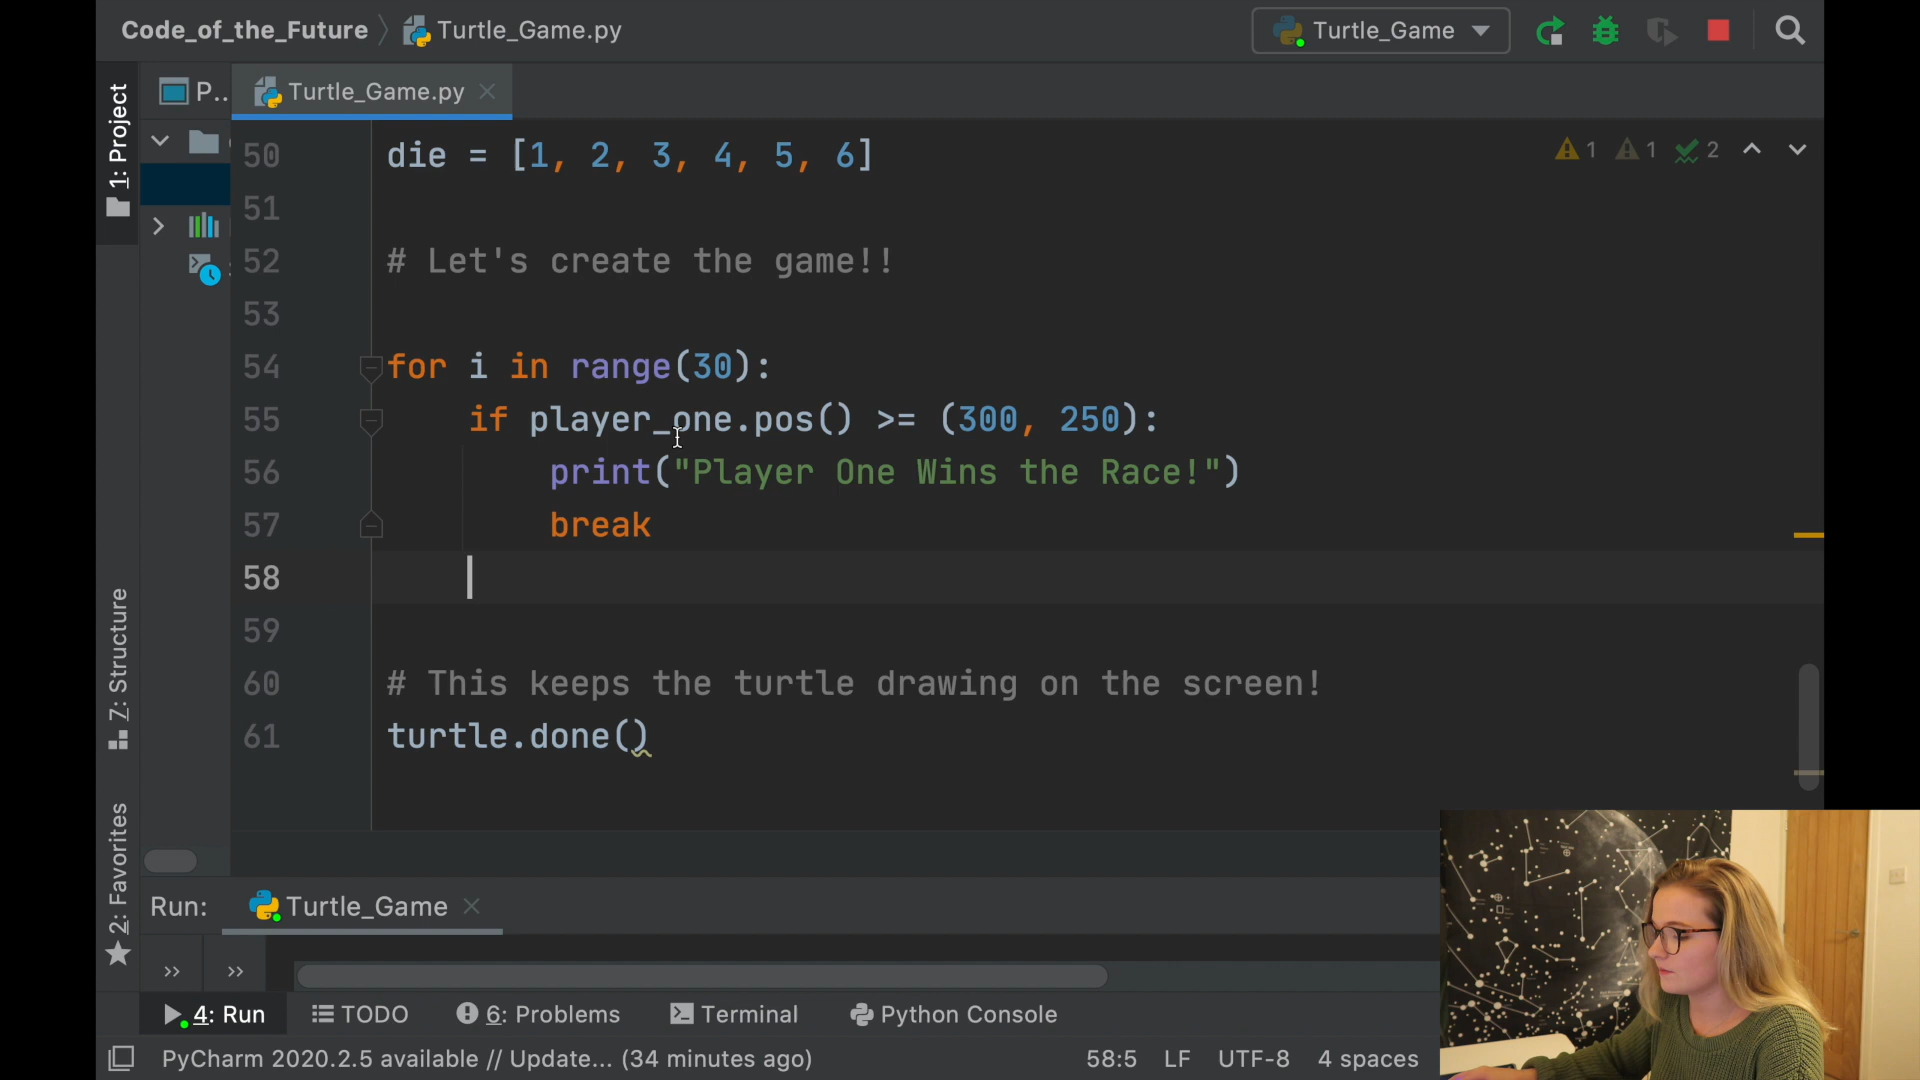 Code_of_the_Future Turtle_Game.py Turtle_Game
1: Project P.. Turtle_Game.py
50 die = [1, 2, 3, 4, 5, 6] 1 1 2
51
52 # Let's create the game!!
53
54 for i in range(30):
55 if player_one.pos() >= (300, 250):
56 print("Player One Wins the Race!")
57 break
58
59
60 # This keeps the turtle drawing on the screen!
61 turtle.done()
7: Structure
2: Favorites
Run: Turtle_Game
4: Run TODO 6: Problems Terminal Python Console
PyCharm 2020.2.5 available // Update... (34 minutes ago) 58:5 LF UTF-8 4 spaces